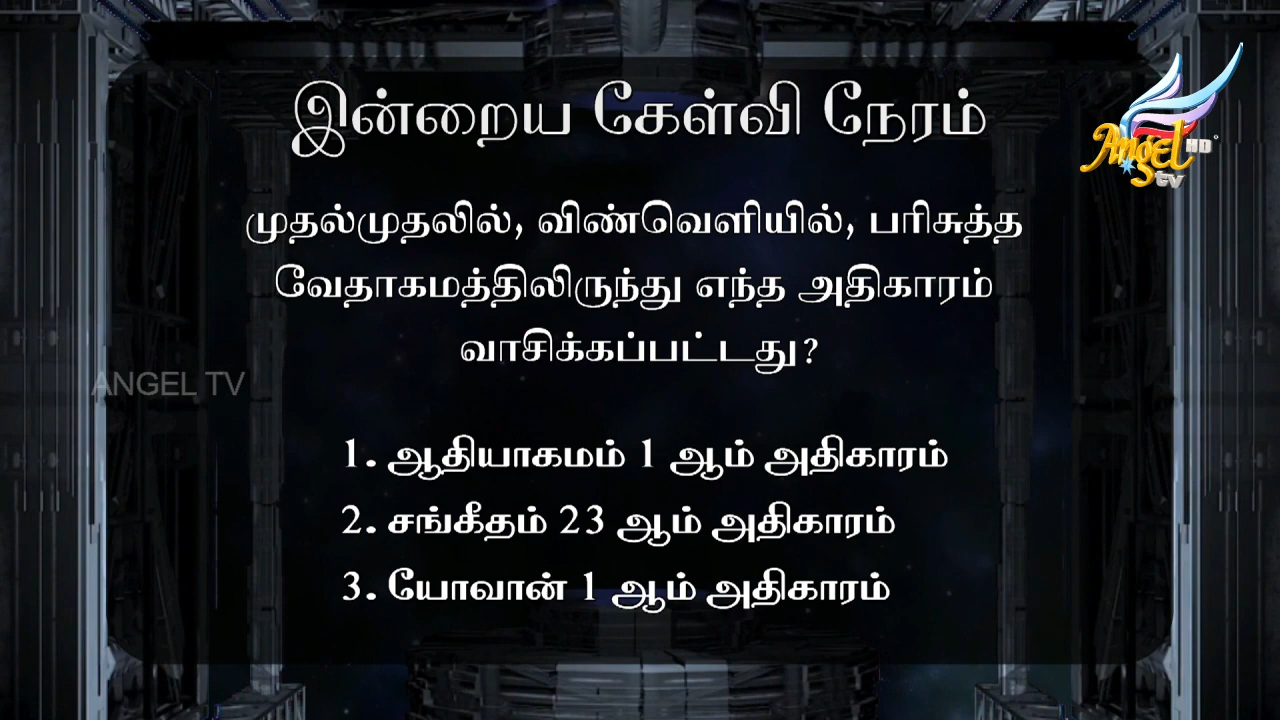 இன்றைய கேள்வி நேரம்
Angel HD
tv
முதல்முதலில், விண்வெளியில், பரிசுத்த
வேதாகமத்திலிருந்து எந்த அதிகாரம்
வாசிக்கப்பட்டது?
ANGEL TV
1. ஆதியாகமம் 1 ஆம் அதிகாரம்
2. சங்கீதம் 23 ஆம் அதிகாரம்
3. யோவான் 1 ஆம் அதிகாரம்